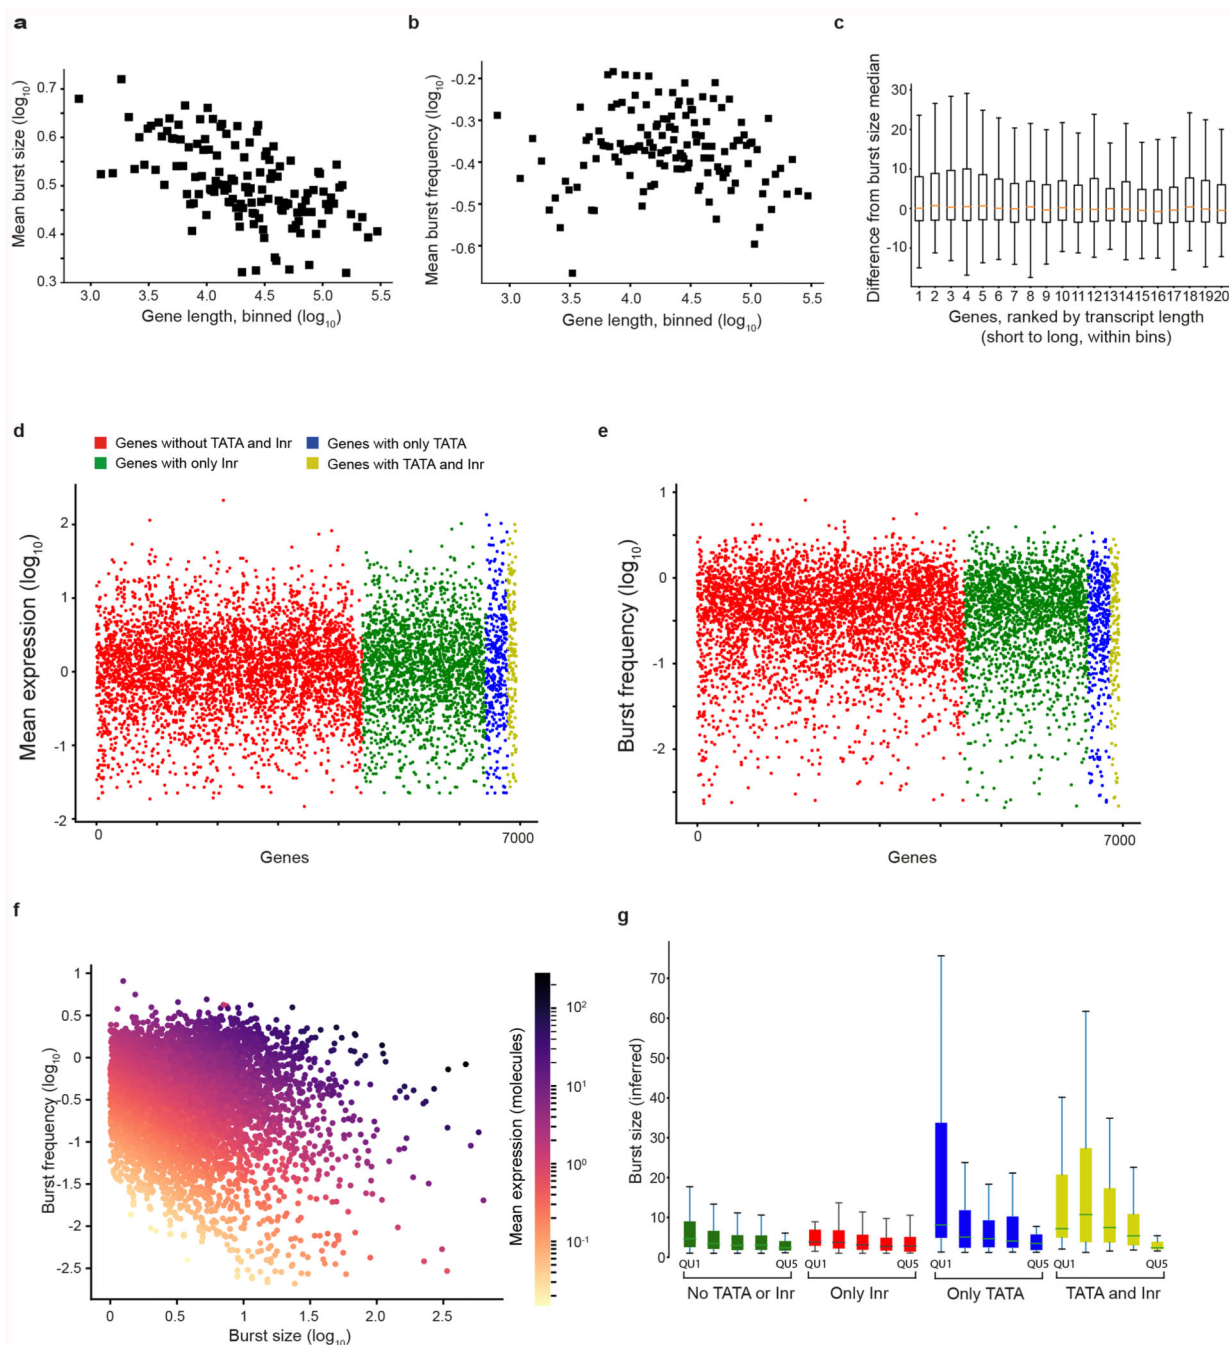 a
Mean burst size (log10)
0.7
0.6
0.5
0.4
0.3
3.0 3.5 4.0 4.5 5.0 5.5
Gene length, binned (log10)
b
Mean burst frequency (log10)
-0.2
-0.3
-0.4
-0.5
-0.6
3.0 3.5 4.0 4.5 5.0 5.5
Gene length, binned (log10)
c
Difference from burst size median
30
20
10
0
-10
1 2 3 4 5 6 7 8 9 10 11 12 13 14 15 16 17 18 19 20
Genes, ranked by transcript length
(short to long, within bins)
d
Genes without TATA and Inr
Genes with only TATA
Genes with only Inr
Genes with TATA and Inr
Mean expression (log10)
2
1
0
-1
-2
0 7000
Genes
e
Burst frequency (log10)
1
0
-1
-2
0 7000
Genes
f
Burst frequency (log10)
1
0.5
0
-0.5
-1
-1.5
-2
-2.5
0 0.5 1 1.5 2.0 2.5
Burst size (log10)
Mean expression (molecules)
10²
10¹
10⁰
10⁻¹
g
Burst size (inferred)
70
60
50
40
30
20
10
0
QU1 QU5 QU1 QU5 QU1 QU5 QU1 QU5
No TATA or Inr Only Inr Only TATA TATA and Inr